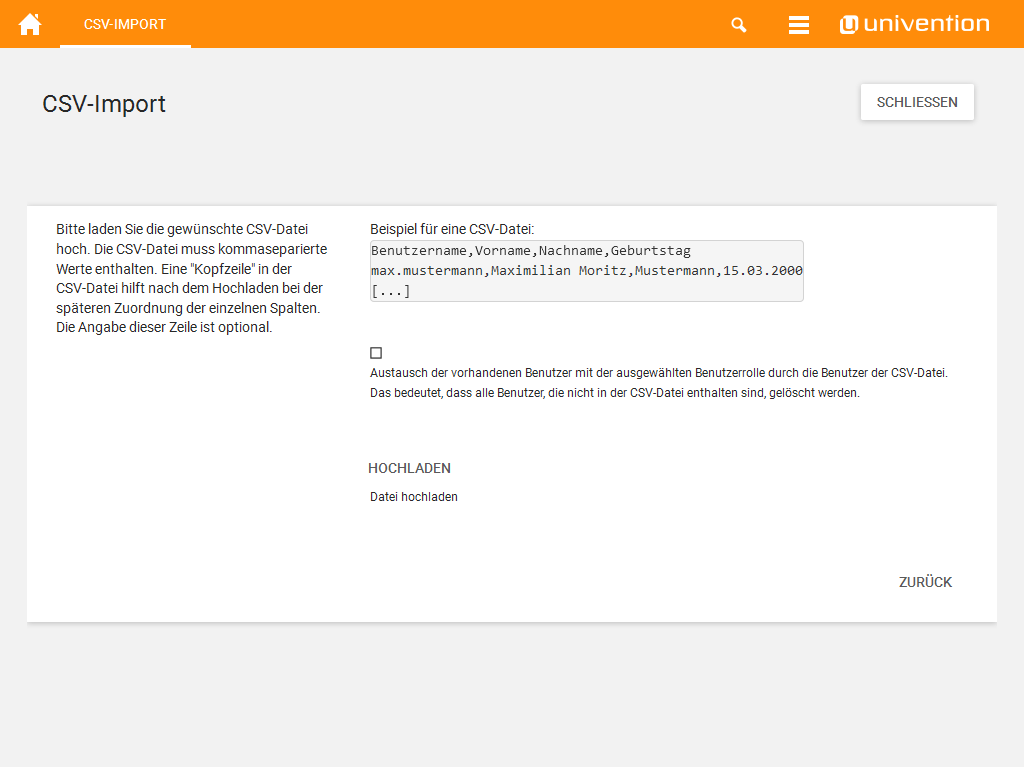 CSV-IMPORT
univention
CSV-Import
SCHLIESSEN
Bitte laden Sie die gewünschte CSV-Datei
hoch. Die CSV-Datei muss kommaseparierte
Werte enthalten. Eine "Kopfzeile" in der
CSV-Datei hilft nach dem Hochladen bei der
späteren Zuordnung der einzelnen Spalten.
Die Angabe dieser Zeile ist optional.
Beispiel für eine CSV-Datei:
Benutzername,Vorname,Nachname,Geburtstag
max.mustermann,Maximilian Moritz,Mustermann,15.03.2000
[...]
Austausch der vorhandenen Benutzer mit der ausgewählten Benutzerrolle durch die Benutzer der CSV-Datei.
Das bedeutet, dass alle Benutzer, die nicht in der CSV-Datei enthalten sind, gelöscht werden.
HOCHLADEN
Datei hochladen
ZURÜCK